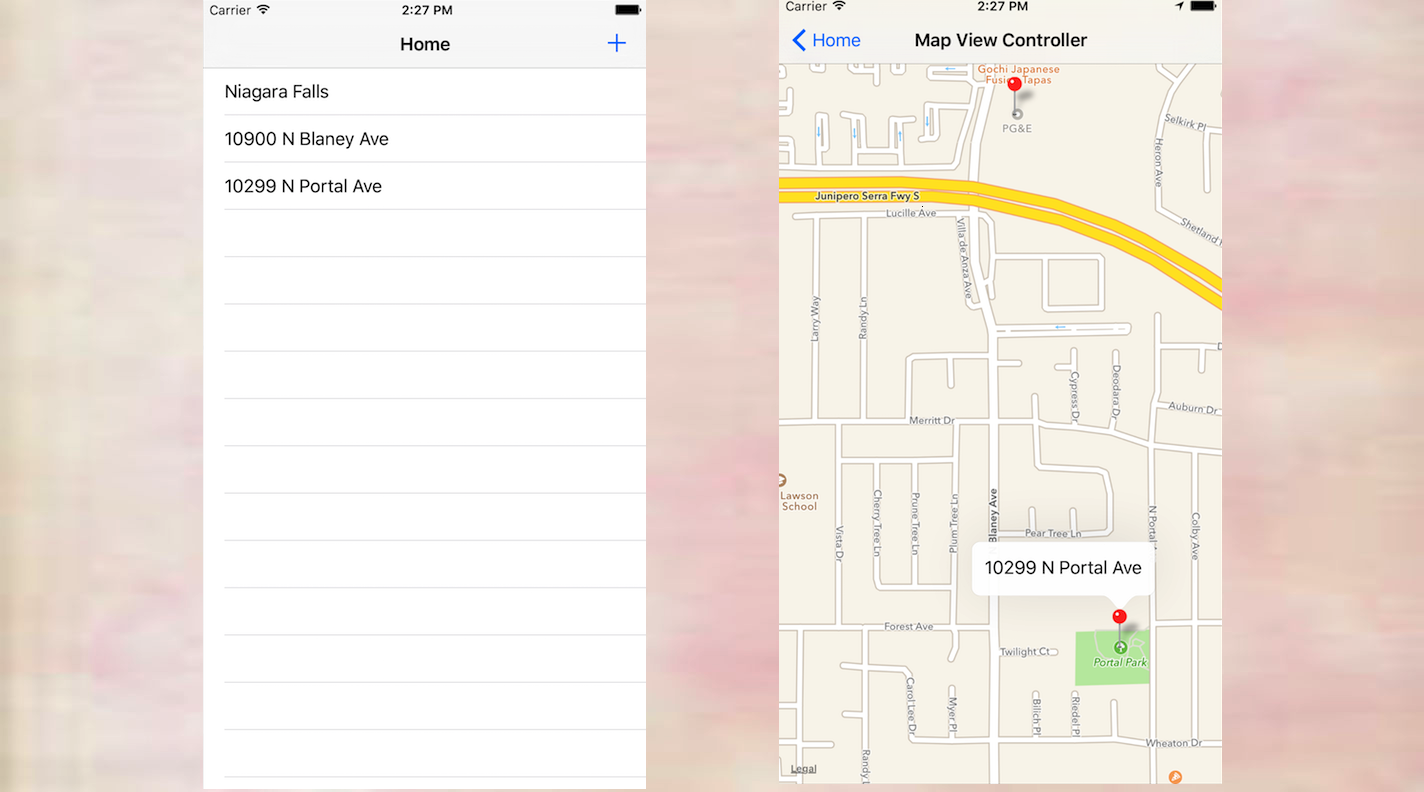 Carrier
2:27 PM
Home
+
Niagara Falls
10900 N Blaney Ave
10299 N Portal Ave
Carrier
2:27 PM
Home
Map View Controller
Gochi Japanese
Fusion Tapas
PG&E
Selkirk Pl
Heron Ave
Shetland
Junipero Serra Fwy S
Lucille Ave
Villa de Anza Ave
Larry Way
Randy Ln
Cypress Dr
Deodara Dr
Auburn Dr
Merritt Dr
Lawson
School
Cherry Tree Ln
Prune Tree Ln
Plum Tree Ln
N Blaney Ave
Vista Dr
Pear Tree Ln
N Portal
Colby Ave
10299 N Portal Ave
Forest Ave
Twilight Ct
Portal Park
Carol Lee Dr
Myer Pl
Bilich Pl
Riedel Pl
Wheaton Dr
Randy L
Legal